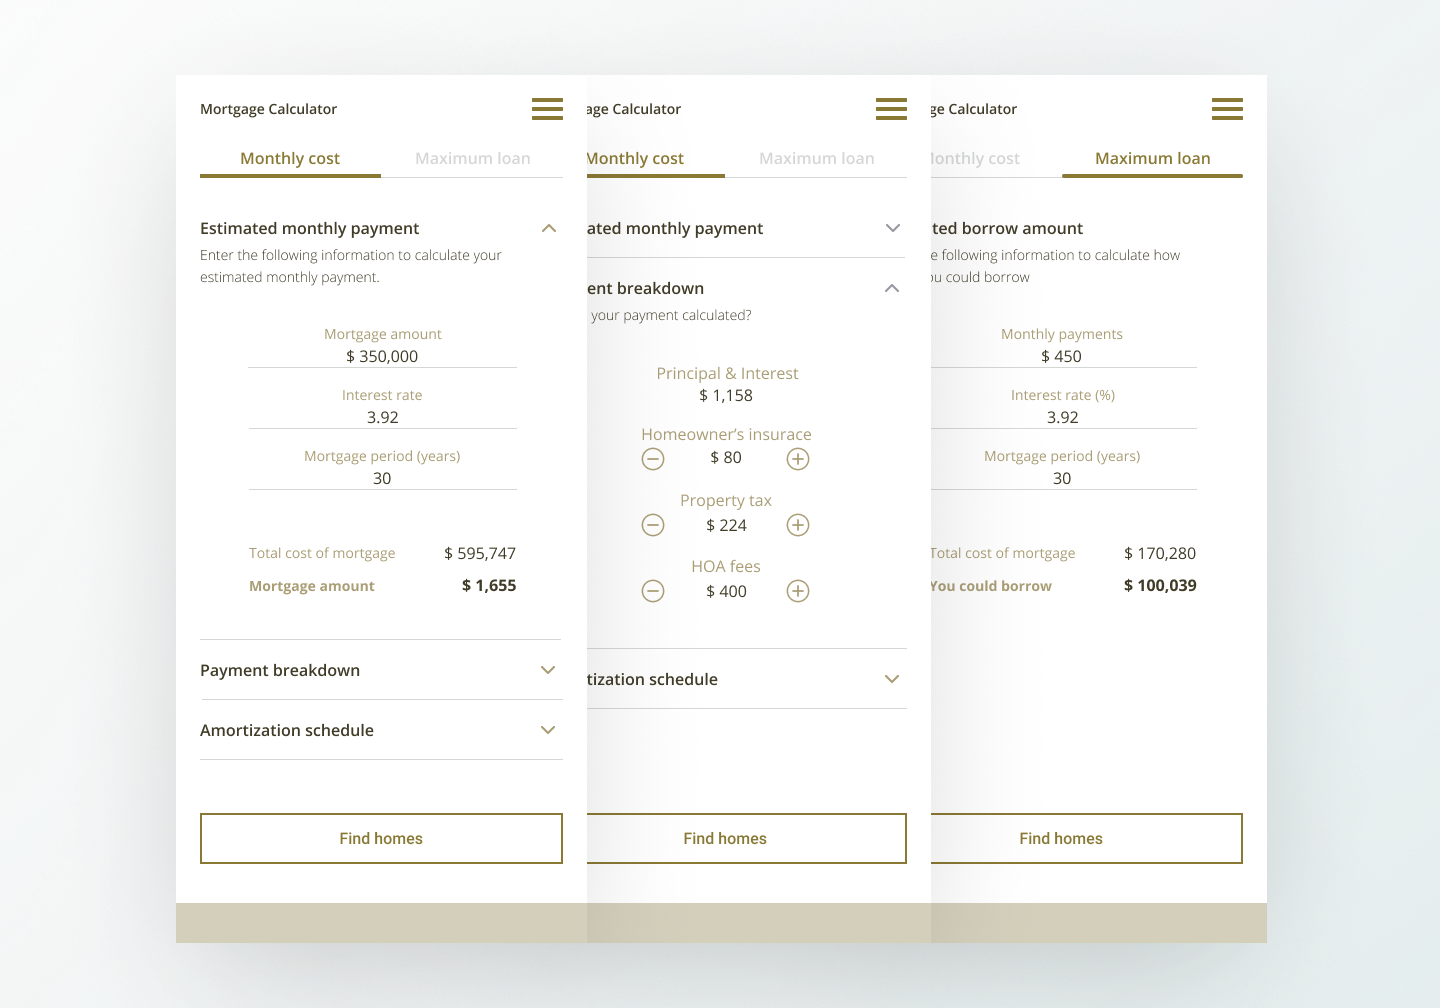 Mortgage Calculator
Monthly cost
Maximum loan
Estimated monthly payment
Enter the following information to calculate your
estimated monthly payment.
Mortgage amount
$ 350,000
Interest rate
3.92
Mortgage period (years)
30
Total cost of mortgage $ 595,747
Mortgage amount $ 1,655
Payment breakdown
Amortization schedule
Find homes
age Calculator
Monthly cost
Maximum loan
ated monthly payment
ent breakdown
your payment calculated?
Principal & Interest
$ 1,158
Homeowner’s insurace
$ 80
Property tax
$ 224
HOA fees
$ 400
tization schedule
Find homes
ge Calculator
onthly cost
Maximum loan
ted borrow amount
e following information to calculate how
ou could borrow
Monthly payments
$ 450
Interest rate (%)
3.92
Mortgage period (years)
30
Total cost of mortgage $ 170,280
You could borrow $ 100,039
Find homes